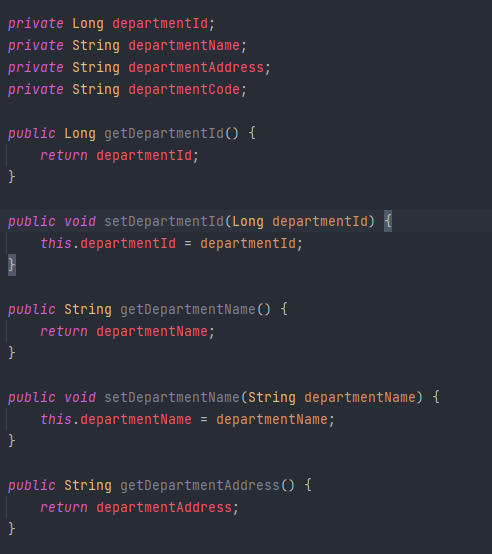 private Long departmentId;
private String departmentName;
private String departmentAddress;
private String departmentCode;

public Long getDepartmentId() {
    return departmentId;
}

public void setDepartmentId(Long departmentId) {
    this.departmentId = departmentId;
}

public String getDepartmentName() {
    return departmentName;
}

public void setDepartmentName(String departmentName) {
    this.departmentName = departmentName;
}

public String getDepartmentAddress() {
    return departmentAddress;
}